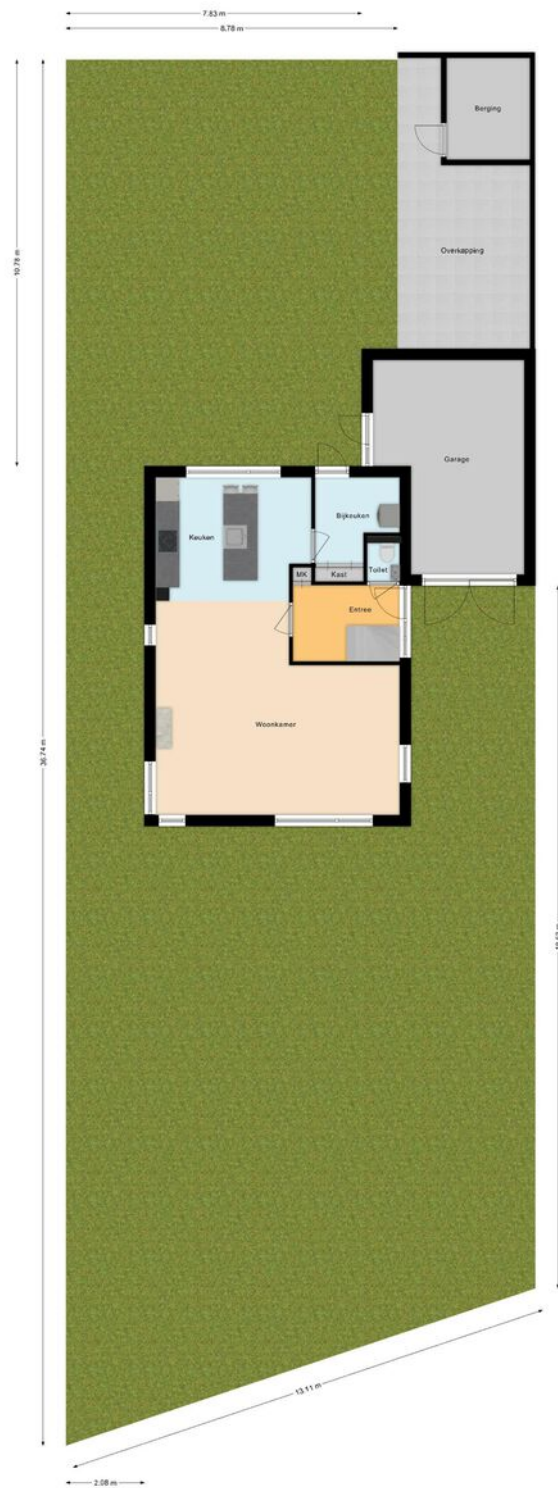 7.83 m
8.78 m
Berging
10.78 m
Overkapping
Garage
Keuken
Bijkeuken
MK
Kast
Toilet
Entree
Woonkamer
36.74 m
13.11 m
2.08 m